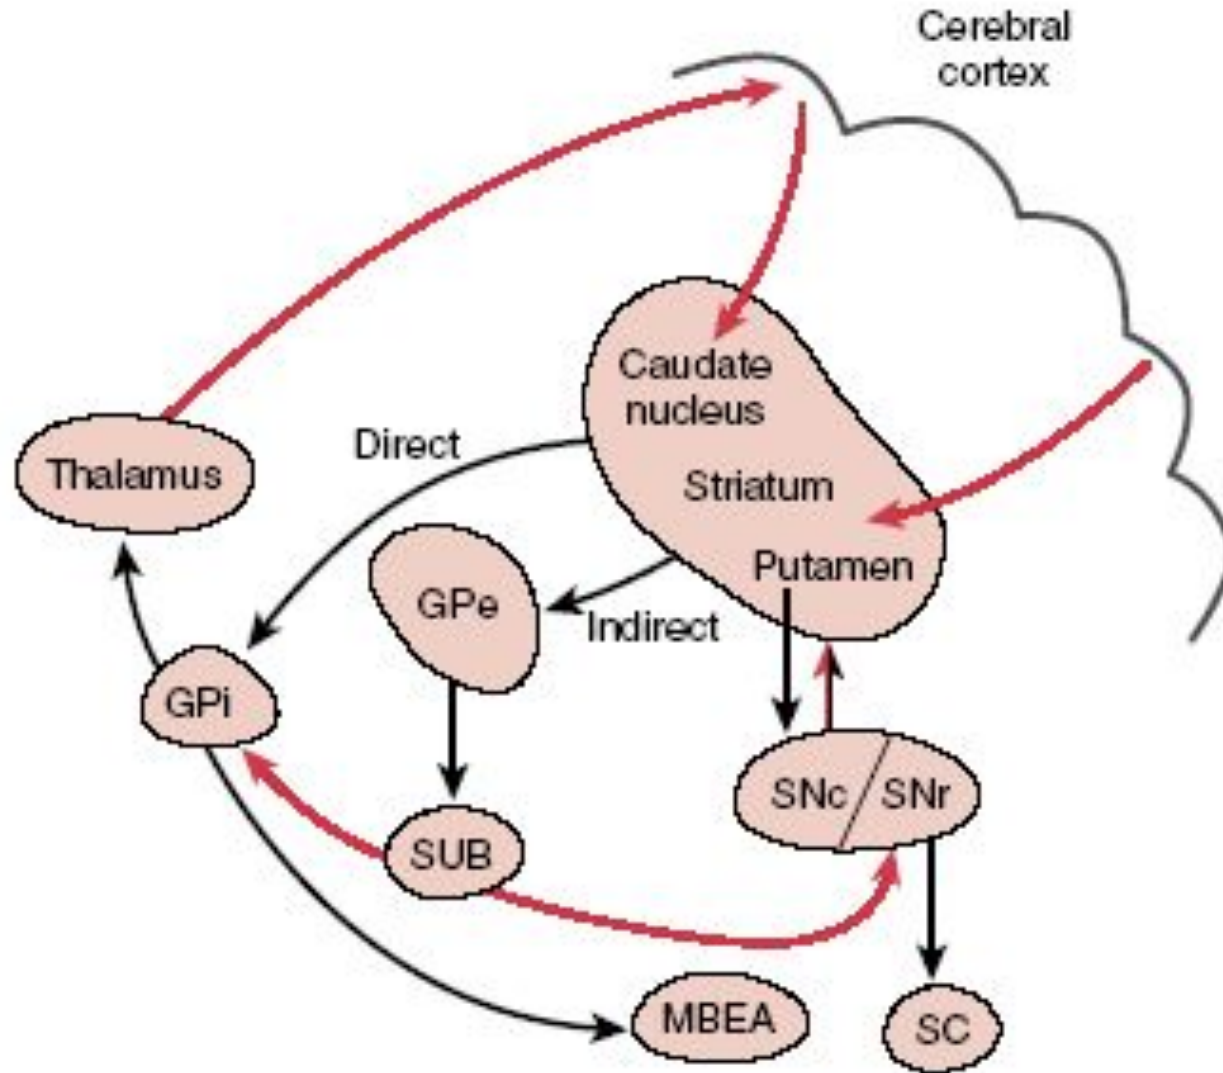 Cerebral
cortex
Caudate
nucleus
Direct
Thalamus
Striatum
Putamen
GPe
Indirect
GPi
SNc SNr
SUB
MBEA
SC